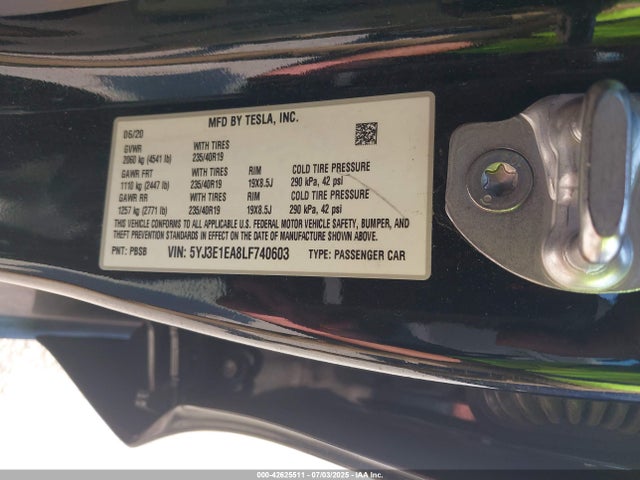 MFD BY TESLA, INC.
06/20
GVWR WITH TIRES
2060 kg (4541 lb) 235/40R19
GAWR FRT WITH TIRES RIM COLD TIRE PRESSURE
1110 kg (2447 lb) 235/40R19 19X8.5J 290 kPa, 42 psi
GAWR RR WITH TIRES RIM COLD TIRE PRESSURE
1257 kg (2771 lb) 235/40R19 19X8.5J 290 kPa, 42 psi
THIS VEHICLE CONFORMS TO ALL APPLICABLE U.S. FEDERAL MOTOR VEHICLE SAFETY, BUMPER, AND
THEFT PREVENTION STANDARDS IN EFFECT ON THE DATE OF MANUFACTURE SHOWN ABOVE.
PNT: PBSB VIN: 5YJ3E1EA8LF740603 TYPE: PASSENGER CAR
000-42625511 - 07/03/2025 - IAA Inc.